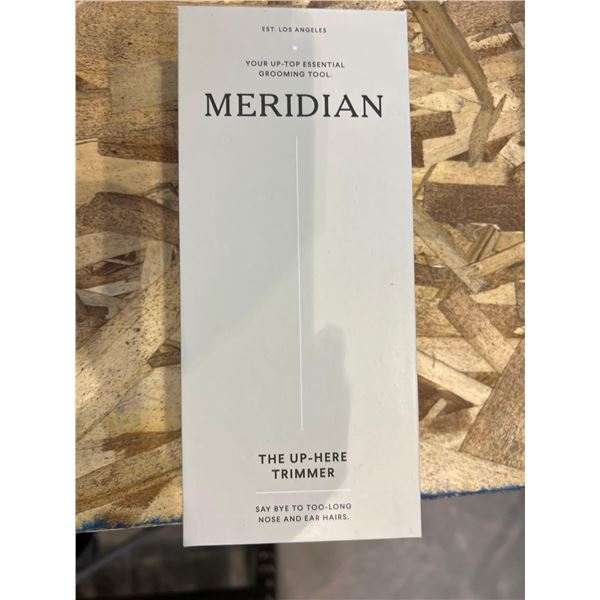 EST. LOS ANGELES
YOUR UP-TOP ESSENTIAL
GROOMING TOOL.
MERIDIAN
THE UP-HERE
TRIMMER
SAY BYE TO TOO-LONG
NOSE AND EAR HAIRS.